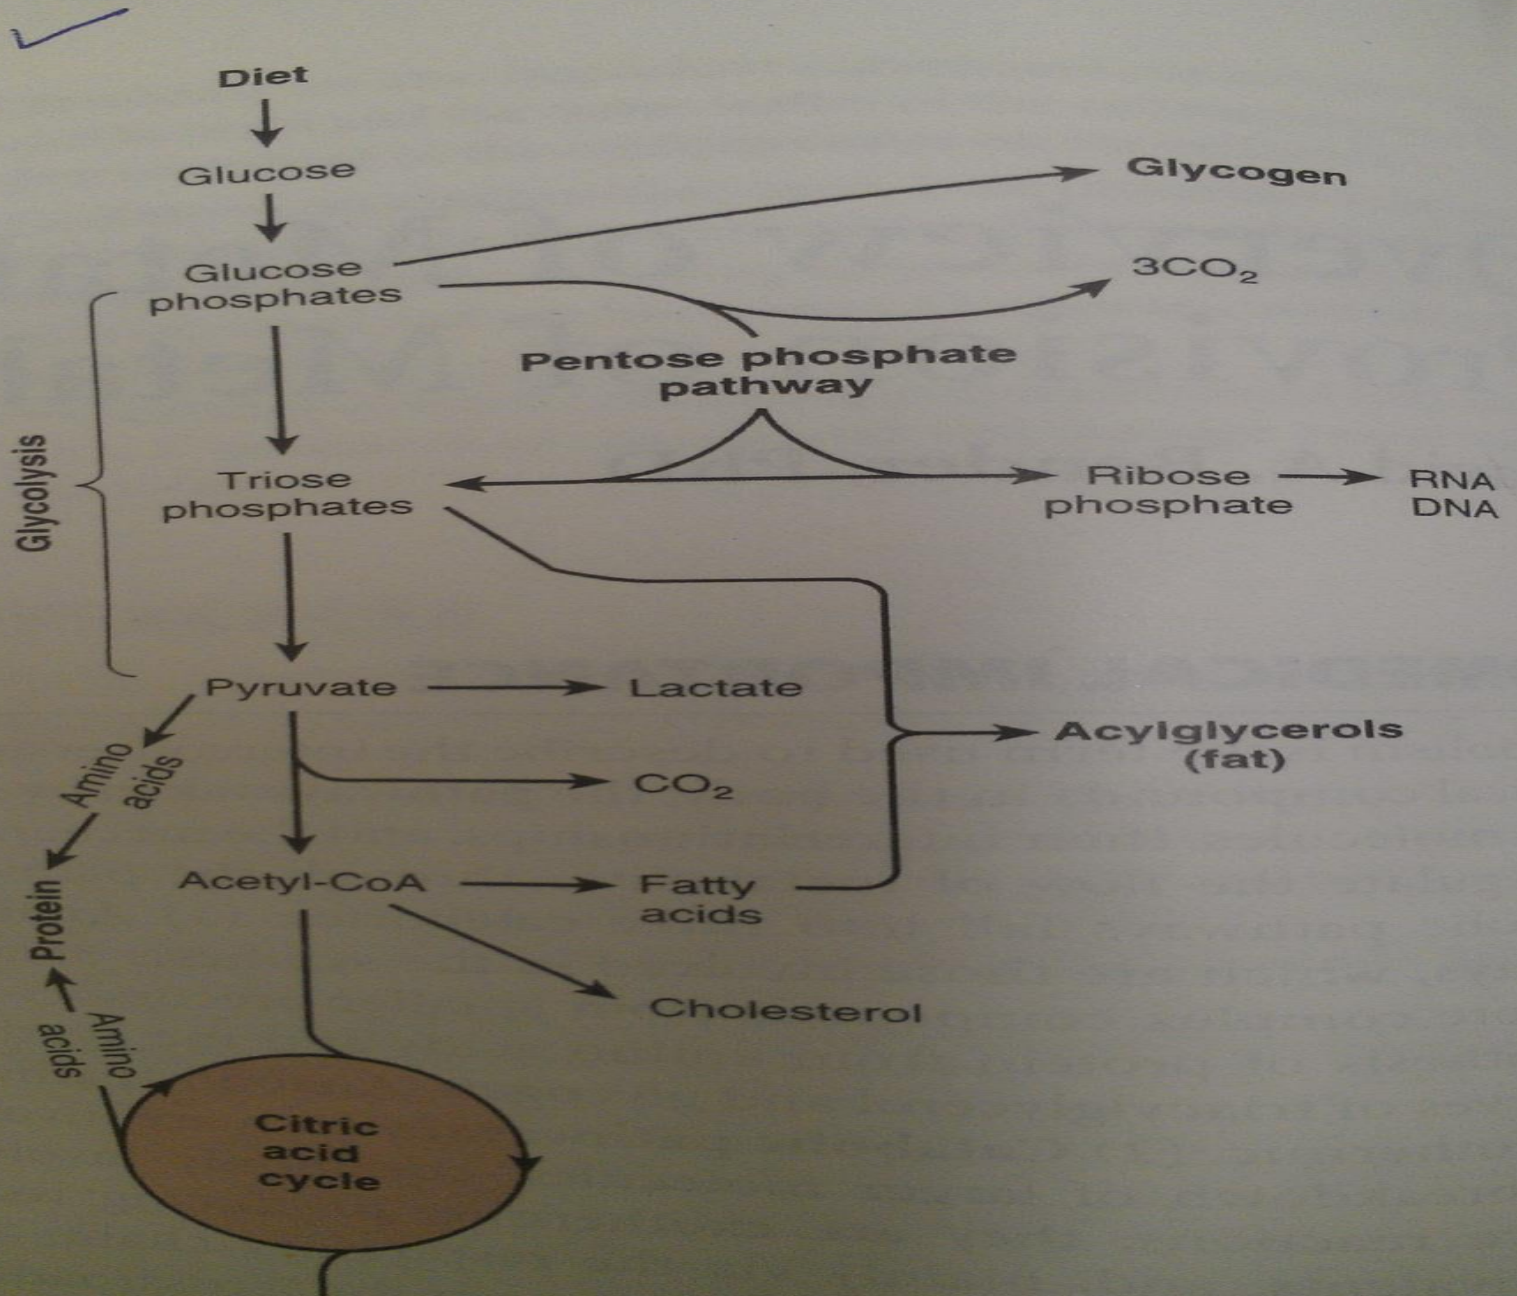 Diet
Glucose
Glycogen
Glucose
phosphates
3CO₂
Pentose phosphate
pathway
Glycolysis
Triose
phosphates
Ribose
phosphate
RNA
DNA
Pyruvate
Lactate
Acylglycerols
(fat)
Amino
acids
CO₂
Acetyl-CoA
Fatty
acids
Protein
Cholesterol
Amino
acids
Citric
acid
cycle